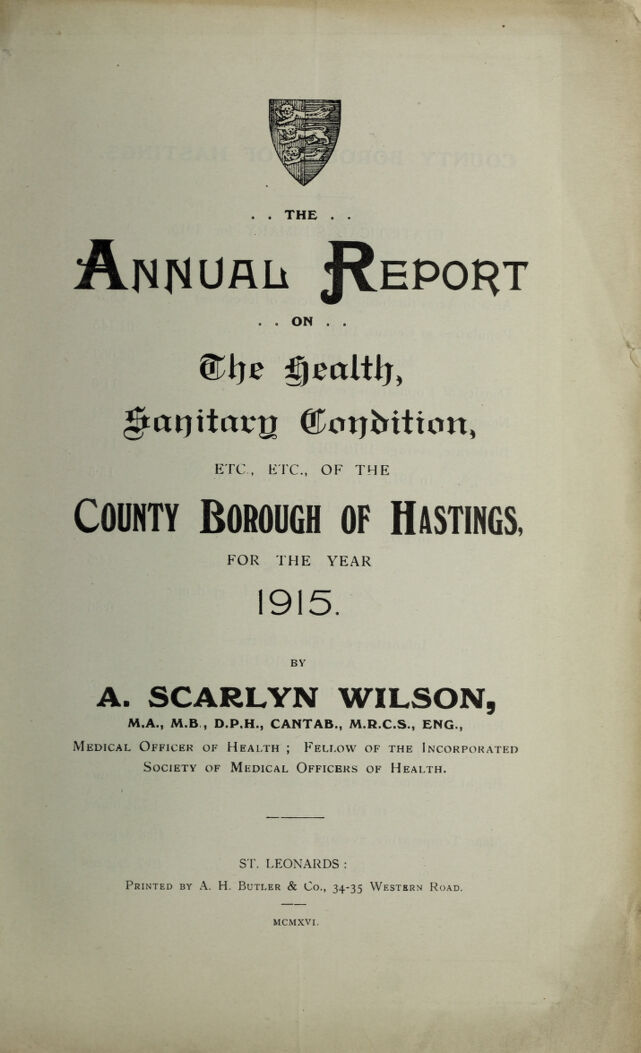 . . THE . .
ANNUAL REPORT
. . ON . .
The Health,
Sanitary Condition,
ETC., ETC., OF THE
COUNTY BOROUGH OF HASTINGS,
FOR THE YEAR
1915.
BY
A. SCARLYN WILSON,
M.A., M.B., D.P.H., CANTAB., M.R.C.S., ENG.,
MEDICAL OFFICER OF HEALTH ; FELLOW OF THE INCORPORATED
SOCIETY OF MEDICAL OFFICERS OF HEALTH.
ST. LEONARDS :
PRINTED BY A. H. BUTLER & CO., 34-35 WESTERN ROAD.
MCMXVI.